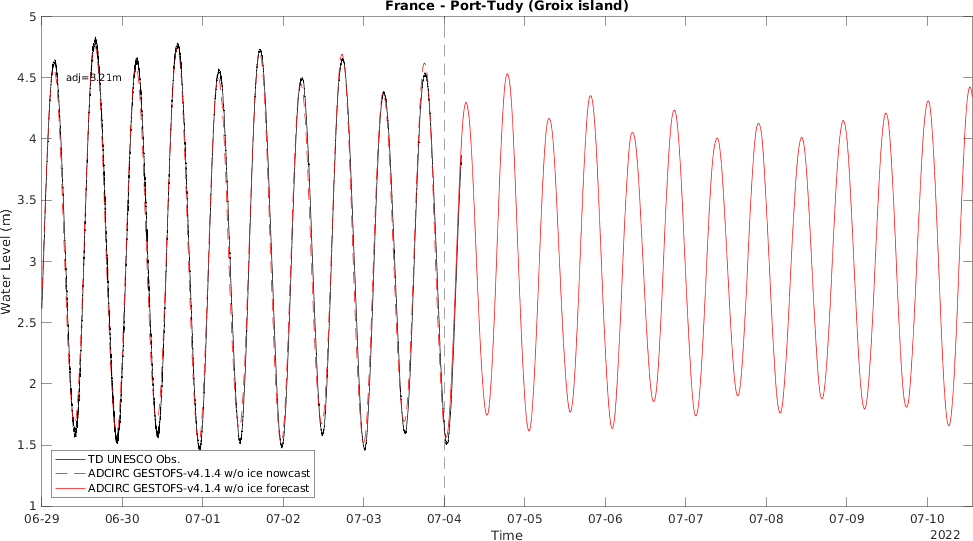 France - Port-Tudy (Groix island)
5
4.5
4
3.5
3
2.5
2
1.5
1
Water Level (m)
adj=3.21m
TD UNESCO Obs.
ADCIRC GESTOFS-v4.1.4 w/o ice nowcast
ADCIRC GESTOFS-v4.1.4 w/o ice forecast
06-29 06-30 07-01 07-02 07-03 07-04 07-05 07-06 07-07 07-08 07-09 07-10
Time
2022